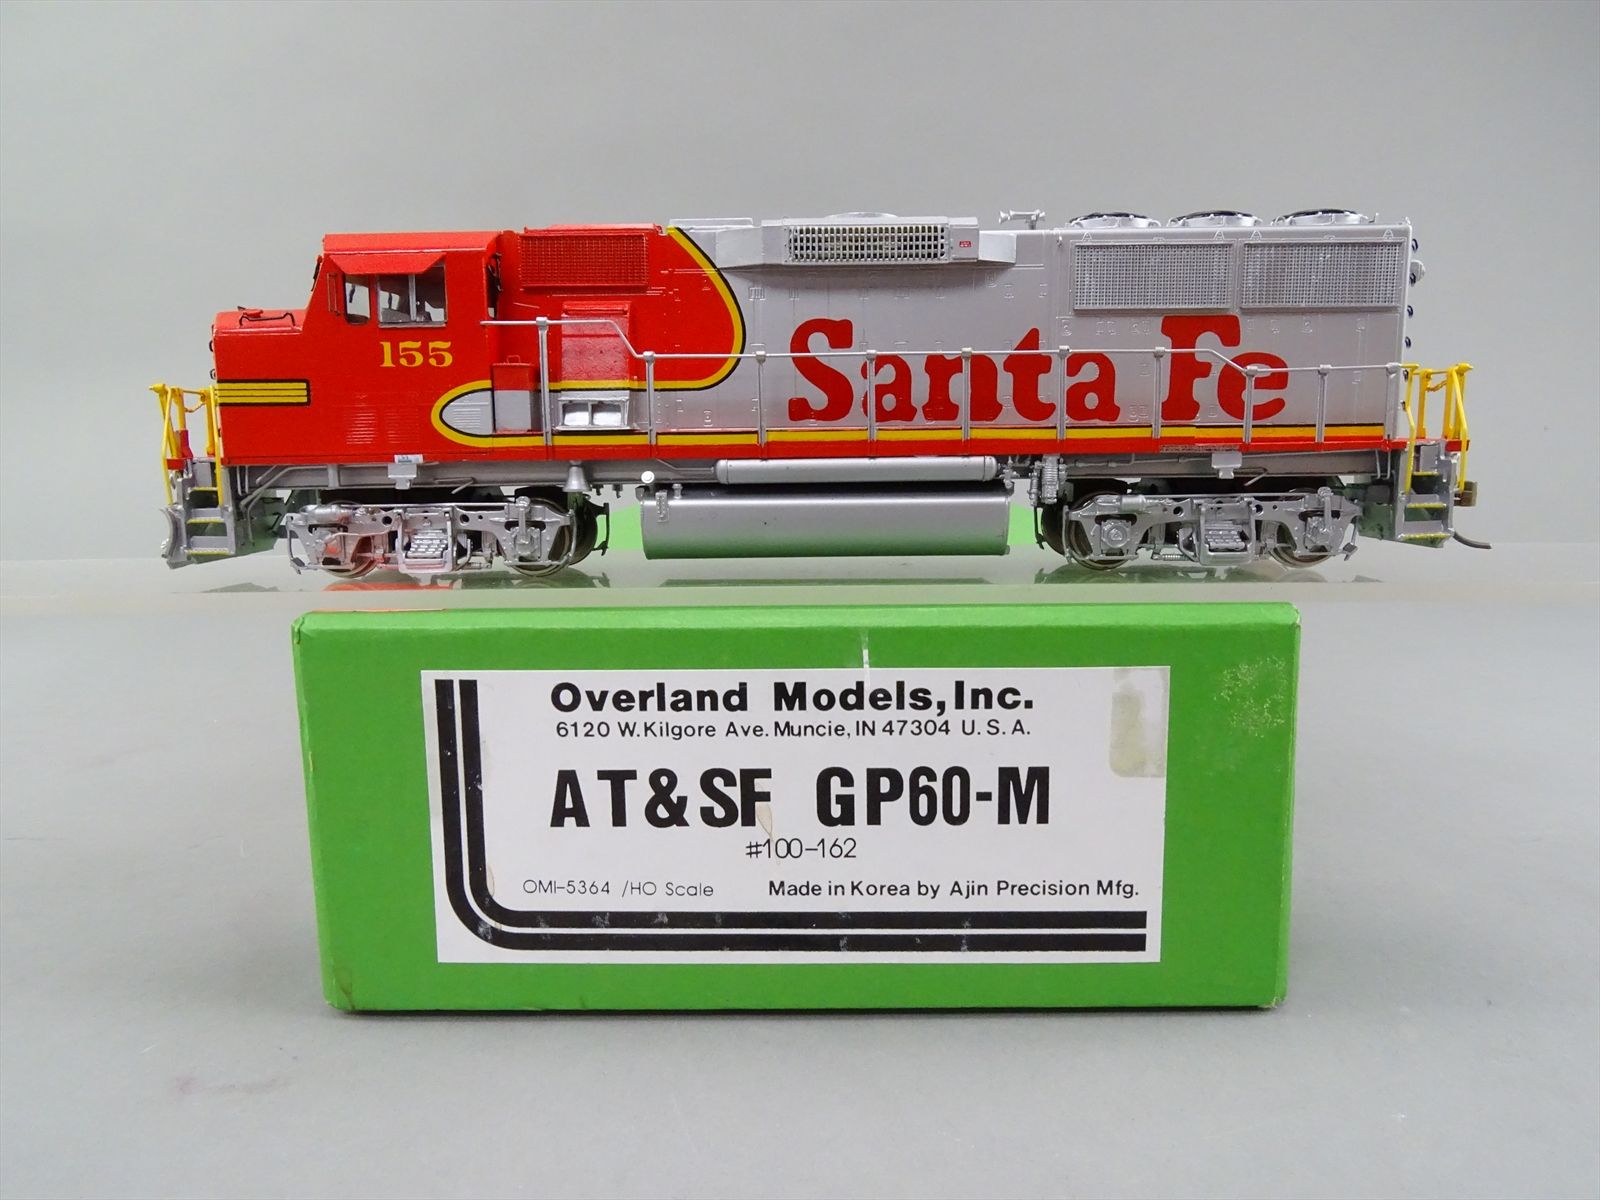 155
Santa Fe
Overland Models, Inc.
6120 W. Kilgore Ave. Muncie, IN 47304 U.S.A.
AT&SF GP60-M
#100-162
OMI-5364 /HO Scale
Made in Korea by Ajin Precision Mfg.